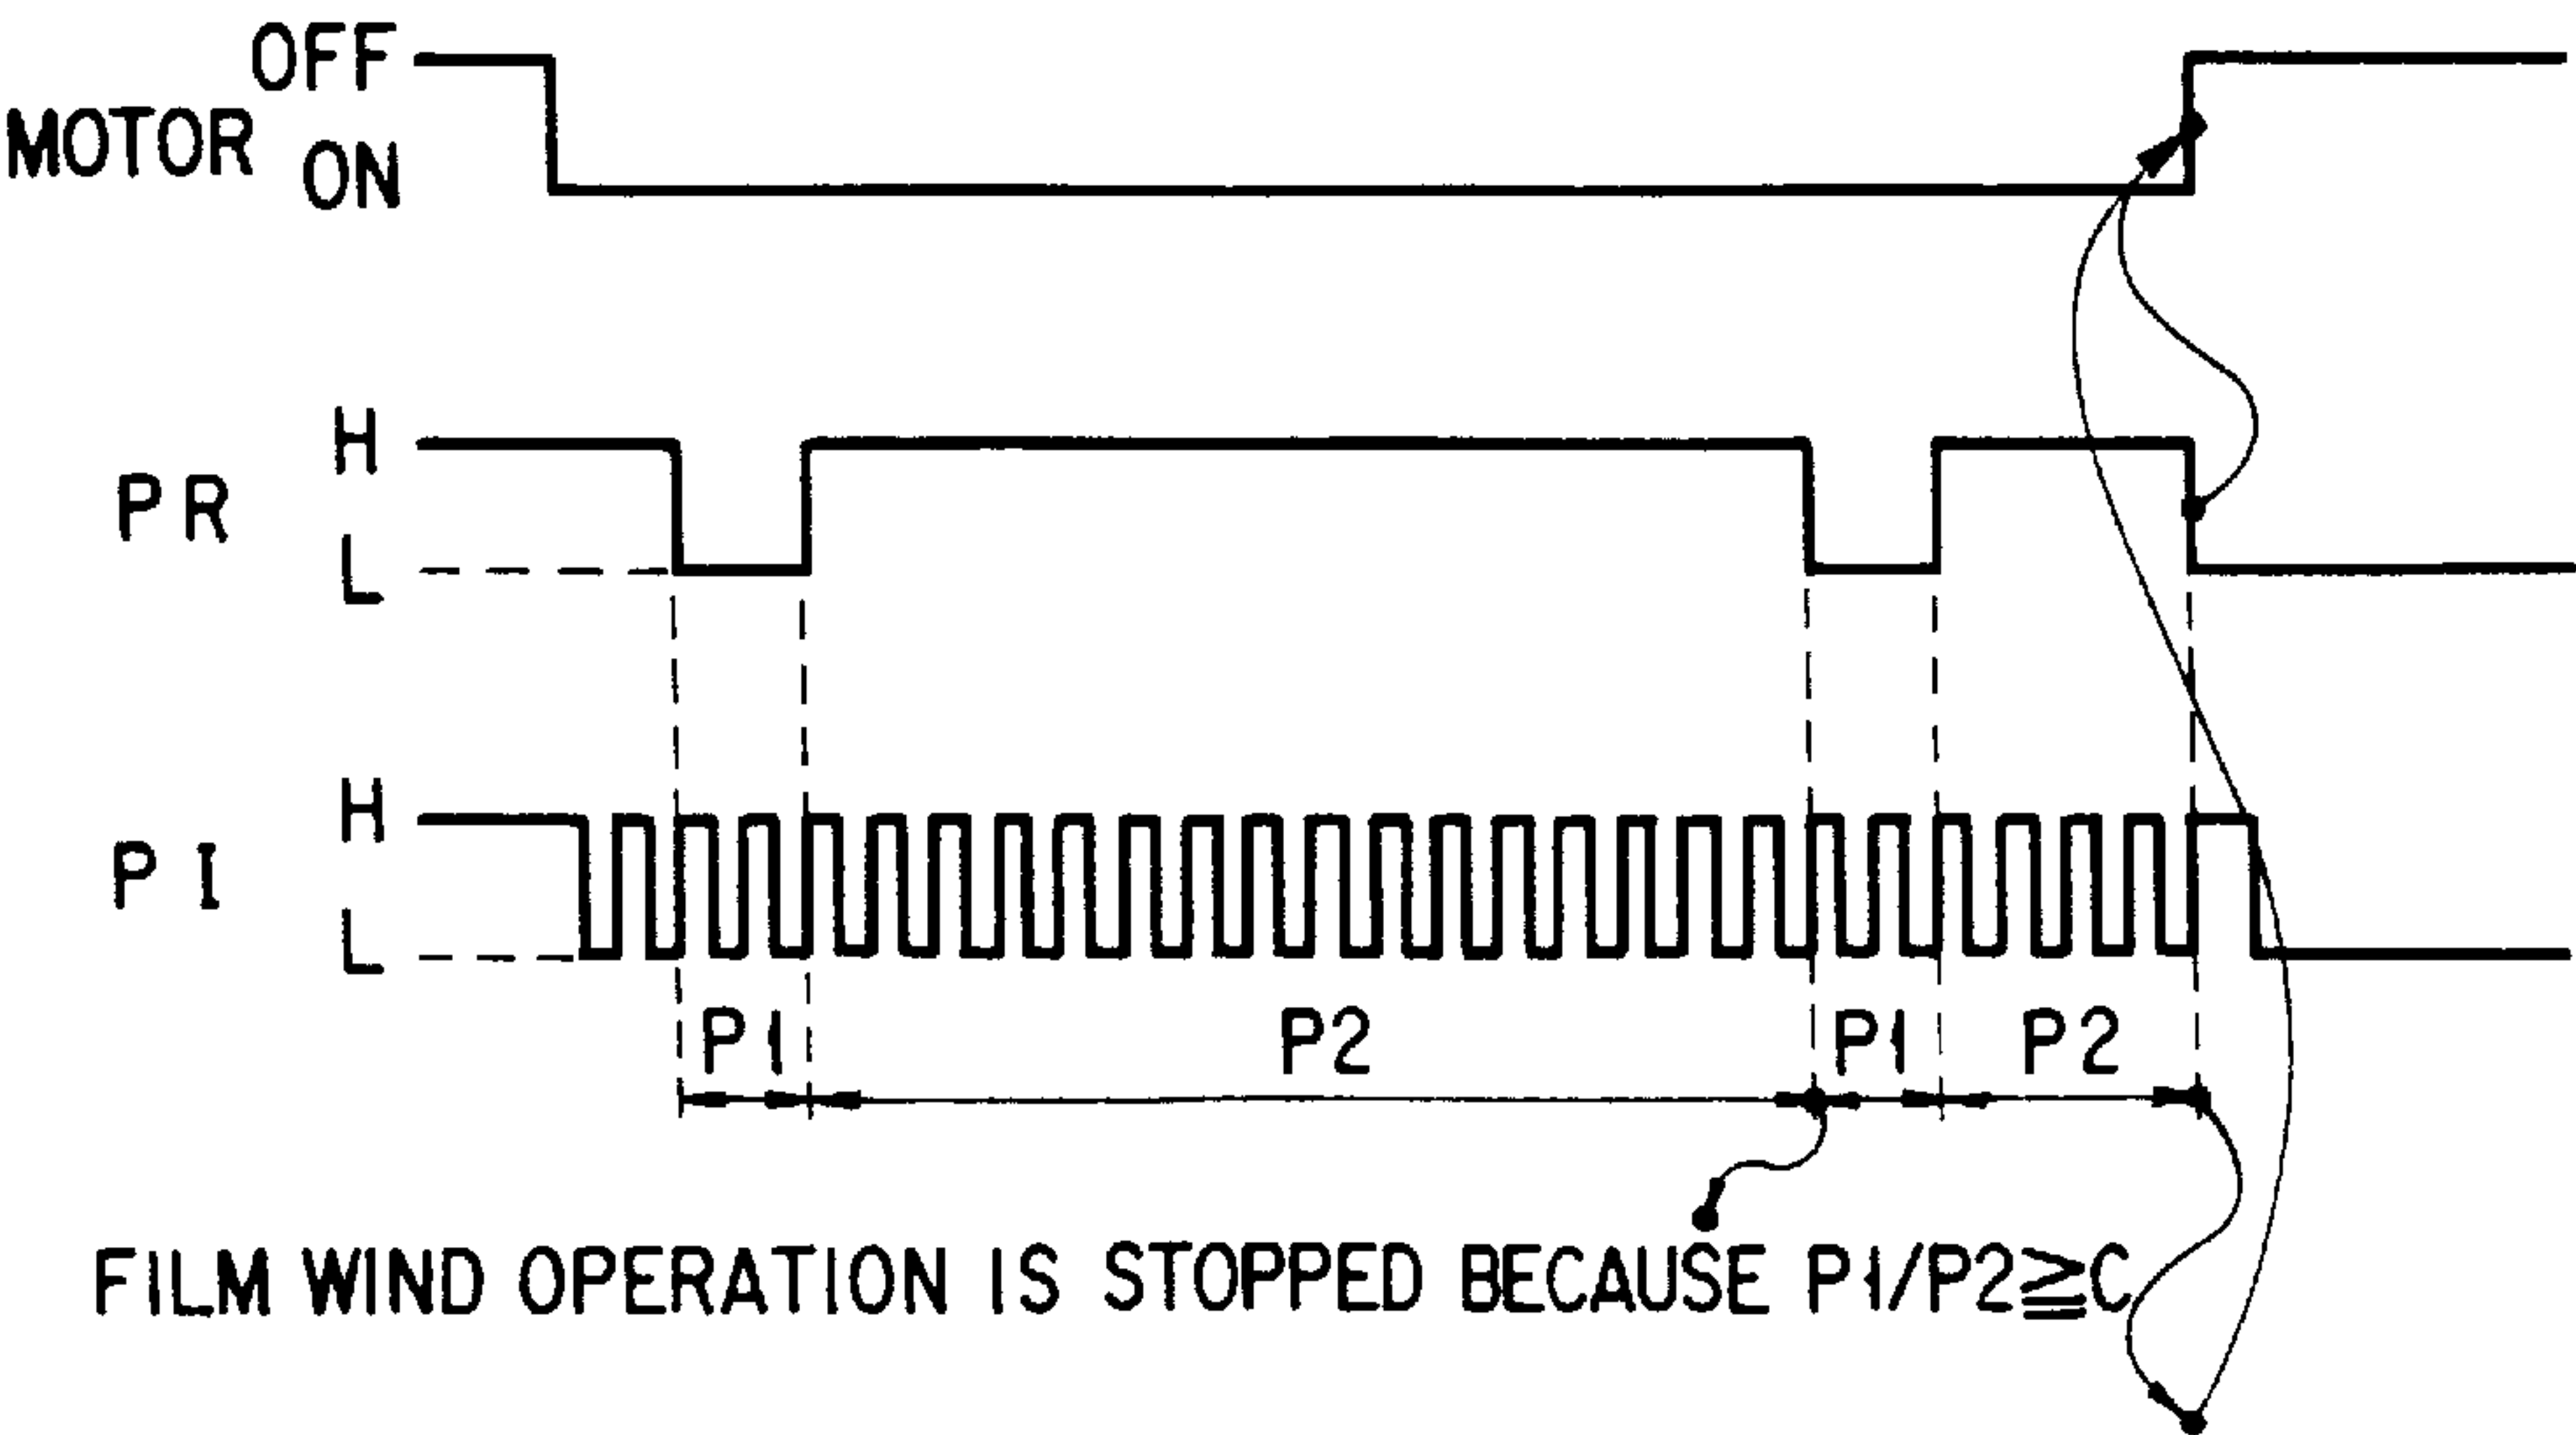 OFF
MOTOR
ON
H
PR
L
H
PI
L
P1 P2 P1 P2
FILM WIND OPERATION IS STOPPED BECAUSE P1/P2≧C